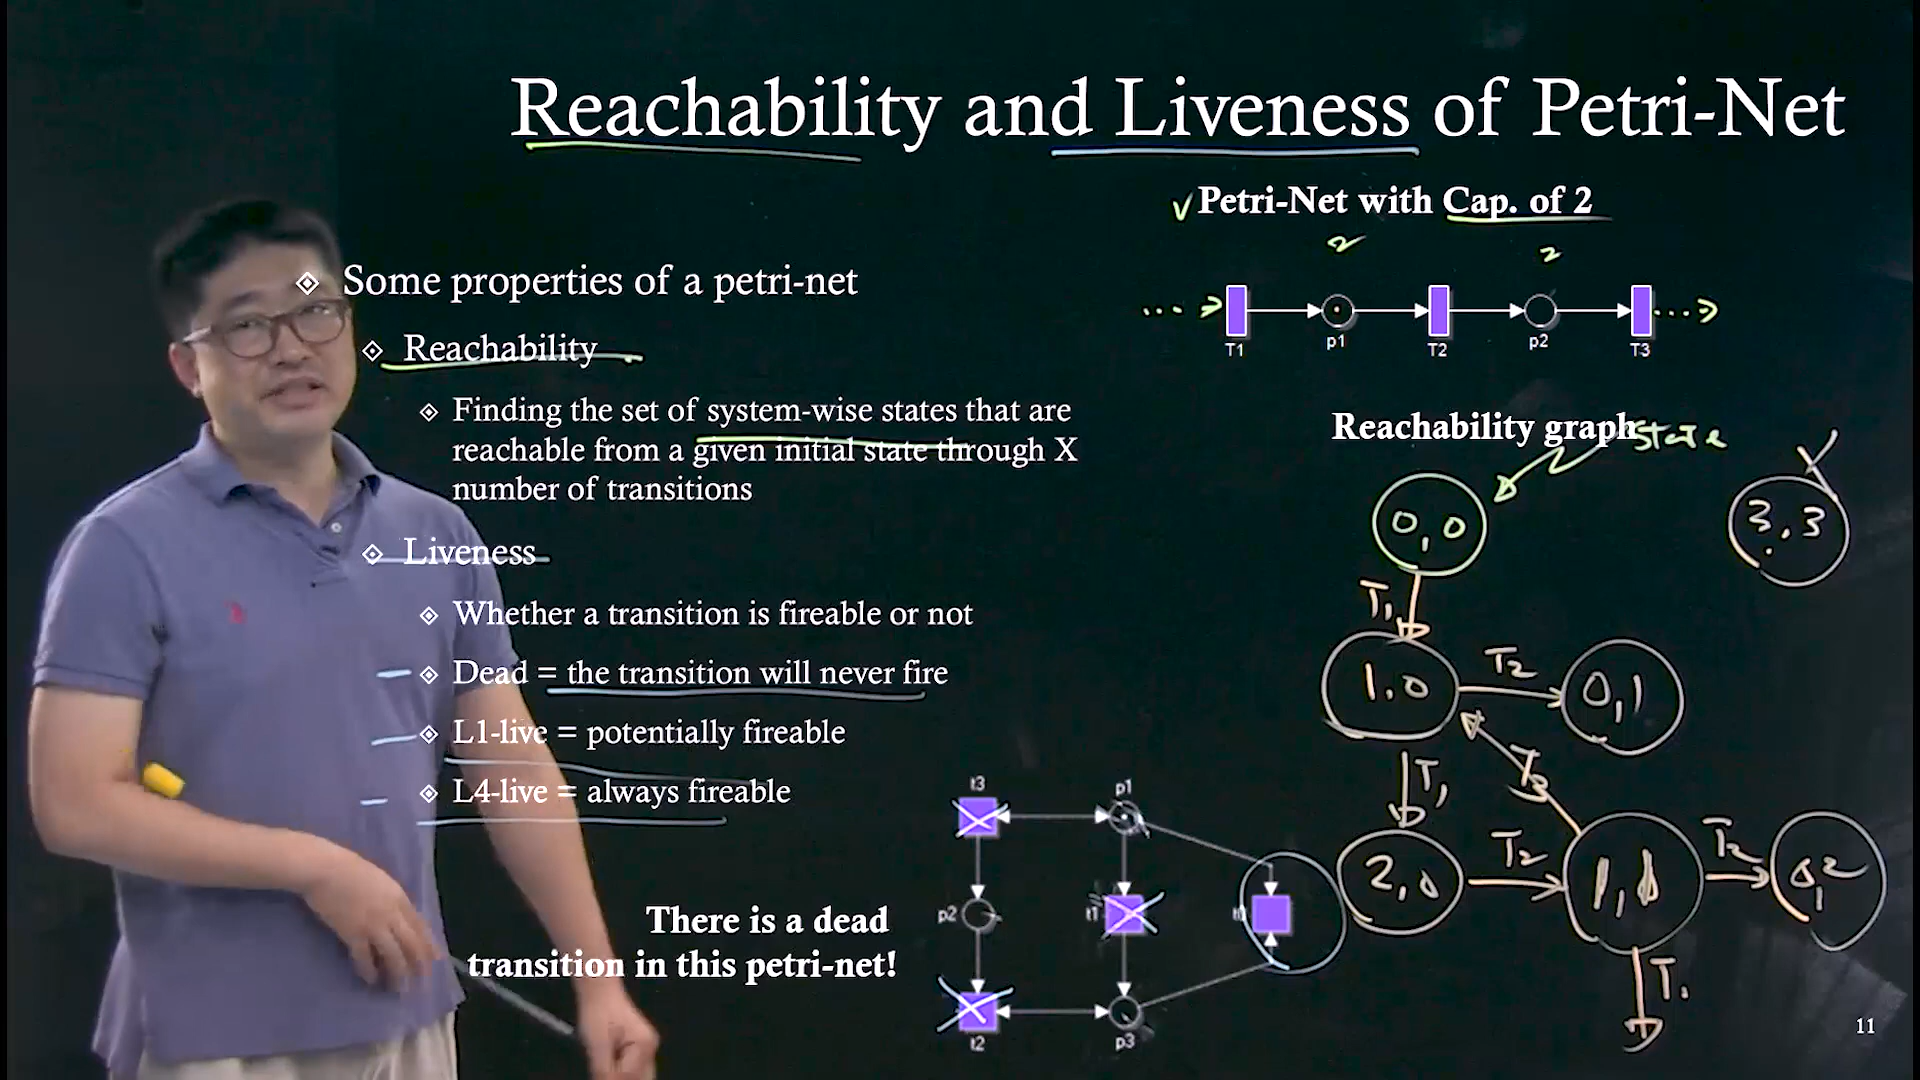 Reachability and Liveness of Petri-Net
Some properties of a petri-net
Reachability
Finding the set of system-wise states that are
reachable from a given initial state through X
number of transitions
Liveness
Whether a transition is fireable or not
Dead = the transition will never fire
L1-live = potentially fireable
L4-live = always fireable
There is a dead
transition in this petri-net!
Petri-Net with Cap. of 2
2 2
T1 p1 T2 p2 T3
Reachability graph
State
0,0
3,3
T1
1,0
T2
0,1
T1
T3
2,0
T2
T2
0,2
T1
t3 p1
p2 t1
t2 p3
11